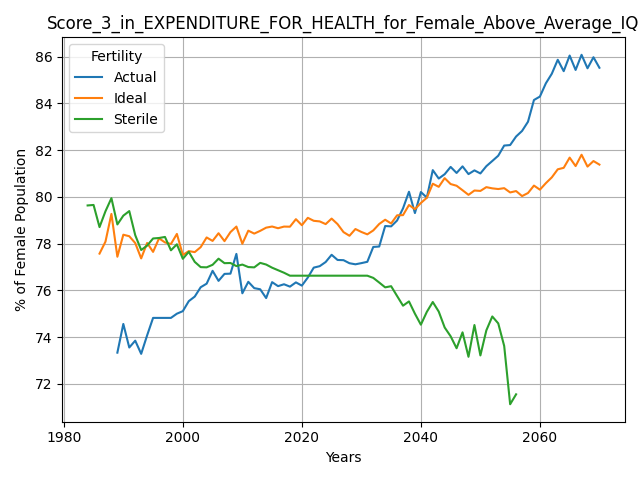 Score_3_in_EXPENDITURE_FOR_HEALTH_for_Female_Above_Average_IQ
Fertility
Actual
Ideal
Sterile
% of Female Population
86
84
82
80
78
76
74
72
1980
2000
2020
2040
2060
Years